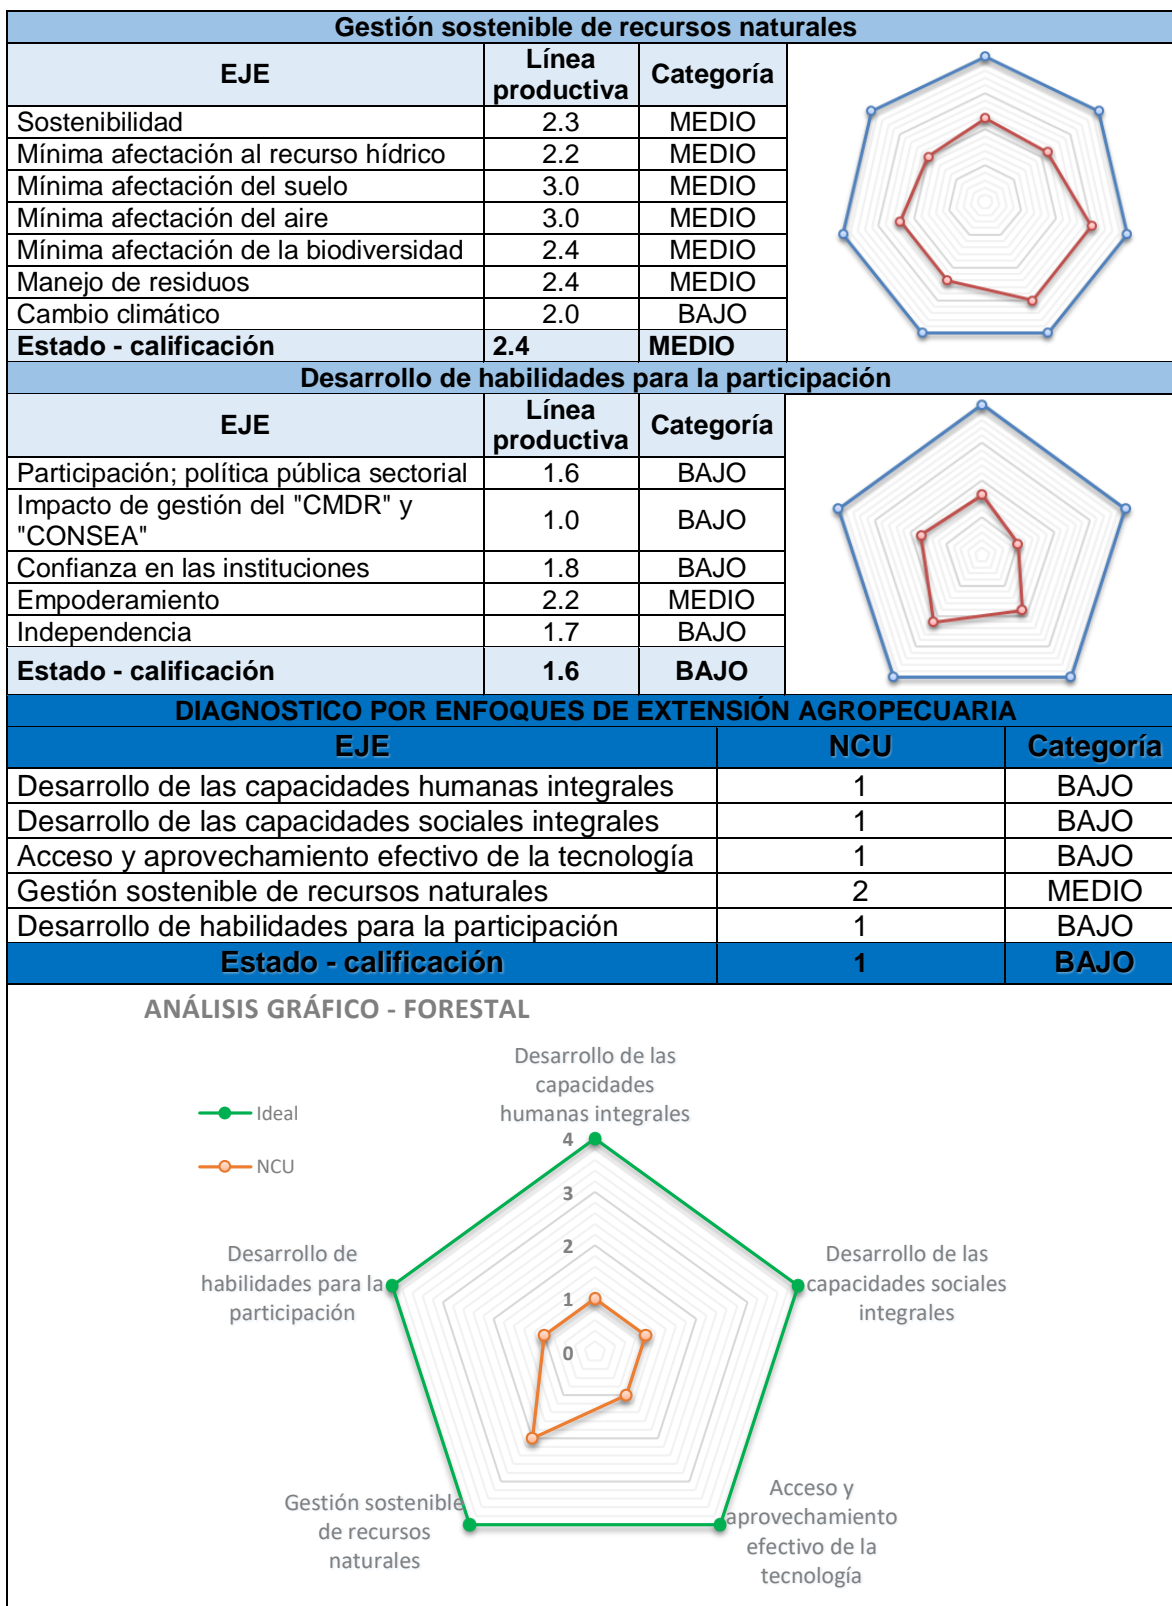 Gestión sostenible de recursos naturales
EJE Línea productiva Categoría
Sostenibilidad 2.3 MEDIO
Mínima afectación al recurso hídrico 2.2 MEDIO
Mínima afectación del suelo 3.0 MEDIO
Mínima afectación del aire 3.0 MEDIO
Mínima afectación de la biodiversidad 2.4 MEDIO
Manejo de residuos 2.4 MEDIO
Cambio climático 2.0 BAJO
Estado - calificación 2.4 MEDIO
Desarrollo de habilidades para la participación
EJE Línea productiva Categoría
Participación; política pública sectorial 1.6 BAJO
Impacto de gestión del "CMDR" y
"CONSEA" 1.0 BAJO
Confianza en las instituciones 1.8 BAJO
Empoderamiento 2.2 MEDIO
Independencia 1.7 BAJO
Estado - calificación 1.6 BAJO
DIAGNOSTICO POR ENFOQUES DE EXTENSIÓN AGROPECUARIA
EJE NCU Categoría
Desarrollo de las capacidades humanas integrales 1 BAJO
Desarrollo de las capacidades sociales integrales 1 BAJO
Acceso y aprovechamiento efectivo de la tecnología 1 BAJO
Gestión sostenible de recursos naturales 2 MEDIO
Desarrollo de habilidades para la participación 1 BAJO
Estado - calificación 1 BAJO
ANÁLISIS GRÁFICO - FORESTAL
Ideal
NCU
Desarrollo de las
capacidades
humanas integrales
4
3
2
1
0
Desarrollo de las
capacidades sociales
integrales
Acceso y
aprovechamiento
efectivo de la
tecnología
Gestión sostenible
de recursos
naturales
Desarrollo de
habilidades para la
participación